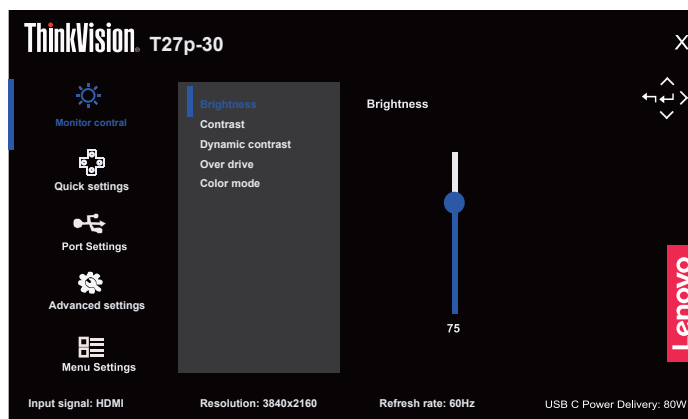 ThinkVision. T27p-30
X
Monitor contral
Quick settings
Port Settings
Advanced settings
Menu Settings
Brightness
Contrast
Dynamic contrast
Over drive
Color mode
Brightness
75
Lenovo
Input signal: HDMI
Resolution: 3840x2160
Refresh rate: 60Hz
USB C Power Delivery: 80W